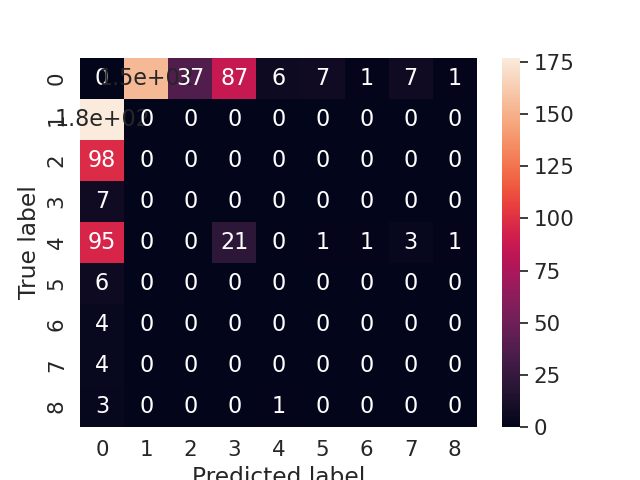 0 0 1.5e+02 37 87 6 7 1 7 1
1 1.8e+02 0 0 0 0 0 0 0 0
2 98 0 0 0 0 0 0 0 0
3 7 0 0 0 0 0 0 0 0
4 95 0 0 21 0 1 1 3 1
5 6 0 0 0 0 0 0 0 0
6 4 0 0 0 0 0 0 0 0
7 4 0 0 0 0 0 0 0 0
8 3 0 0 0 1 0 0 0 0
0 1 2 3 4 5 6 7 8
Predicted label
True label
175
150
125
100
75
50
25
0